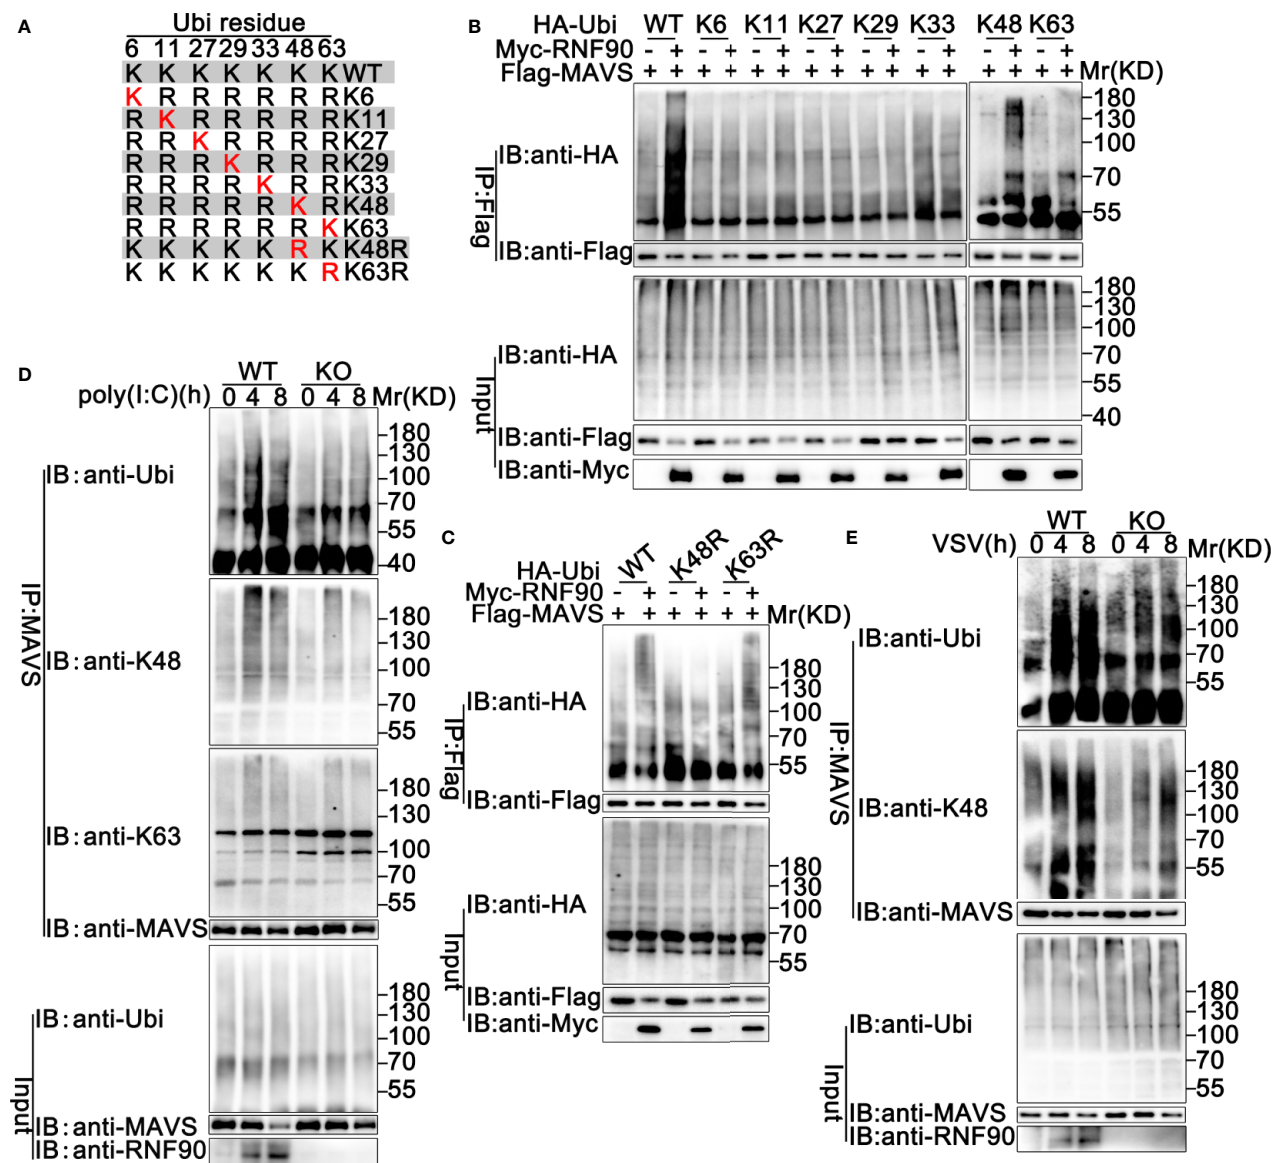 A
Ubi residue
6 11 27 29 33 48 63
K K K K K K K WT
K R R R R R R K6
R K R R R R R K11
R R K R R R R K27
R R R K R R R K29
R R R R K R R K33
R R R R R K R K48
R R R R R R K K63
K K K K K R K K48R
K K K K K K R K63R
B
HA-Ubi WT K6 K11 K27 K29 K33 K48 K63
Myc-RNF90 - + - + - + - + - + - + - + - +
Flag-MAVS + + + + + + + + + + + + + + + + Mr(KD)
IP:Flag
IB:anti-HA
-180
-130
-100
-70
-55
IB:anti-Flag
Input
IB:anti-HA
-180
-130
-100
-70
-55
-40
IB:anti-Flag
IB:anti-Myc
C
HA-Ubi WT K48R K63R
Myc-RNF90 - + - + - +
Flag-MAVS + + + + + + Mr(KD)
IP:Flag
IB:anti-HA
-180
-130
-100
-70
-55
IB:anti-Flag
Input
IB:anti-HA
-180
-130
-100
-70
-55
IB:anti-Flag
IB:anti-Myc
D
WT KO
poly(I:C)(h) 0 4 8 0 4 8 Mr(KD)
IP:MAVS
IB:anti-Ubi
-180
-130
-100
-70
-55
-40
IB:anti-K48
-180
-130
-100
-70
-55
IB:anti-K63
-180
-130
-100
-70
-55
IB:anti-MAVS
Input
IB:anti-Ubi
-180
-130
-100
-70
-55
IB:anti-MAVS
IB:anti-RNF90
E
WT KO
VSV(h) 0 4 8 0 4 8 Mr(KD)
IP:MAVS
IB:anti-Ubi
-180
-130
-100
-70
-55
IB:anti-K48
-180
-130
-100
-70
-55
IB:anti-MAVS
Input
IB:anti-Ubi
-180
-130
-100
-70
-55
IB:anti-MAVS
IB:anti-RNF90